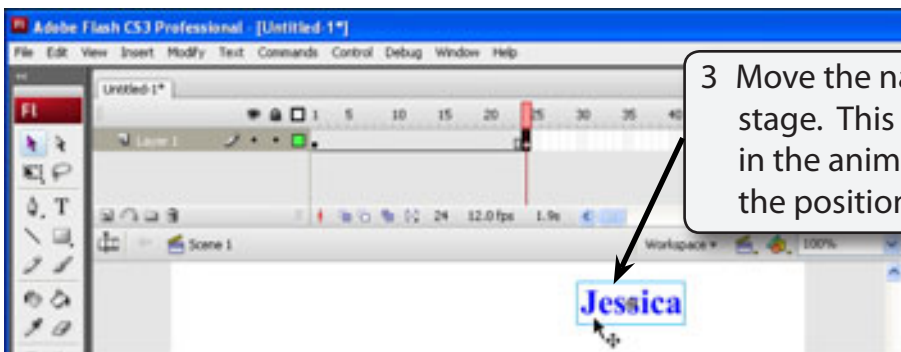 Adobe Flash CS3 Professional - [Untitled-1*]
File Edit View Insert Modify Text Commands Control Debug Window Help
Untitled-1*
Fl
1 5 10 15 20 25 30 35 40
Layer 1
24 12.0 fps 1.9s
Scene 1
Workspace
100%
3 Move the na
stage. This
in the anim
the position
Jessica